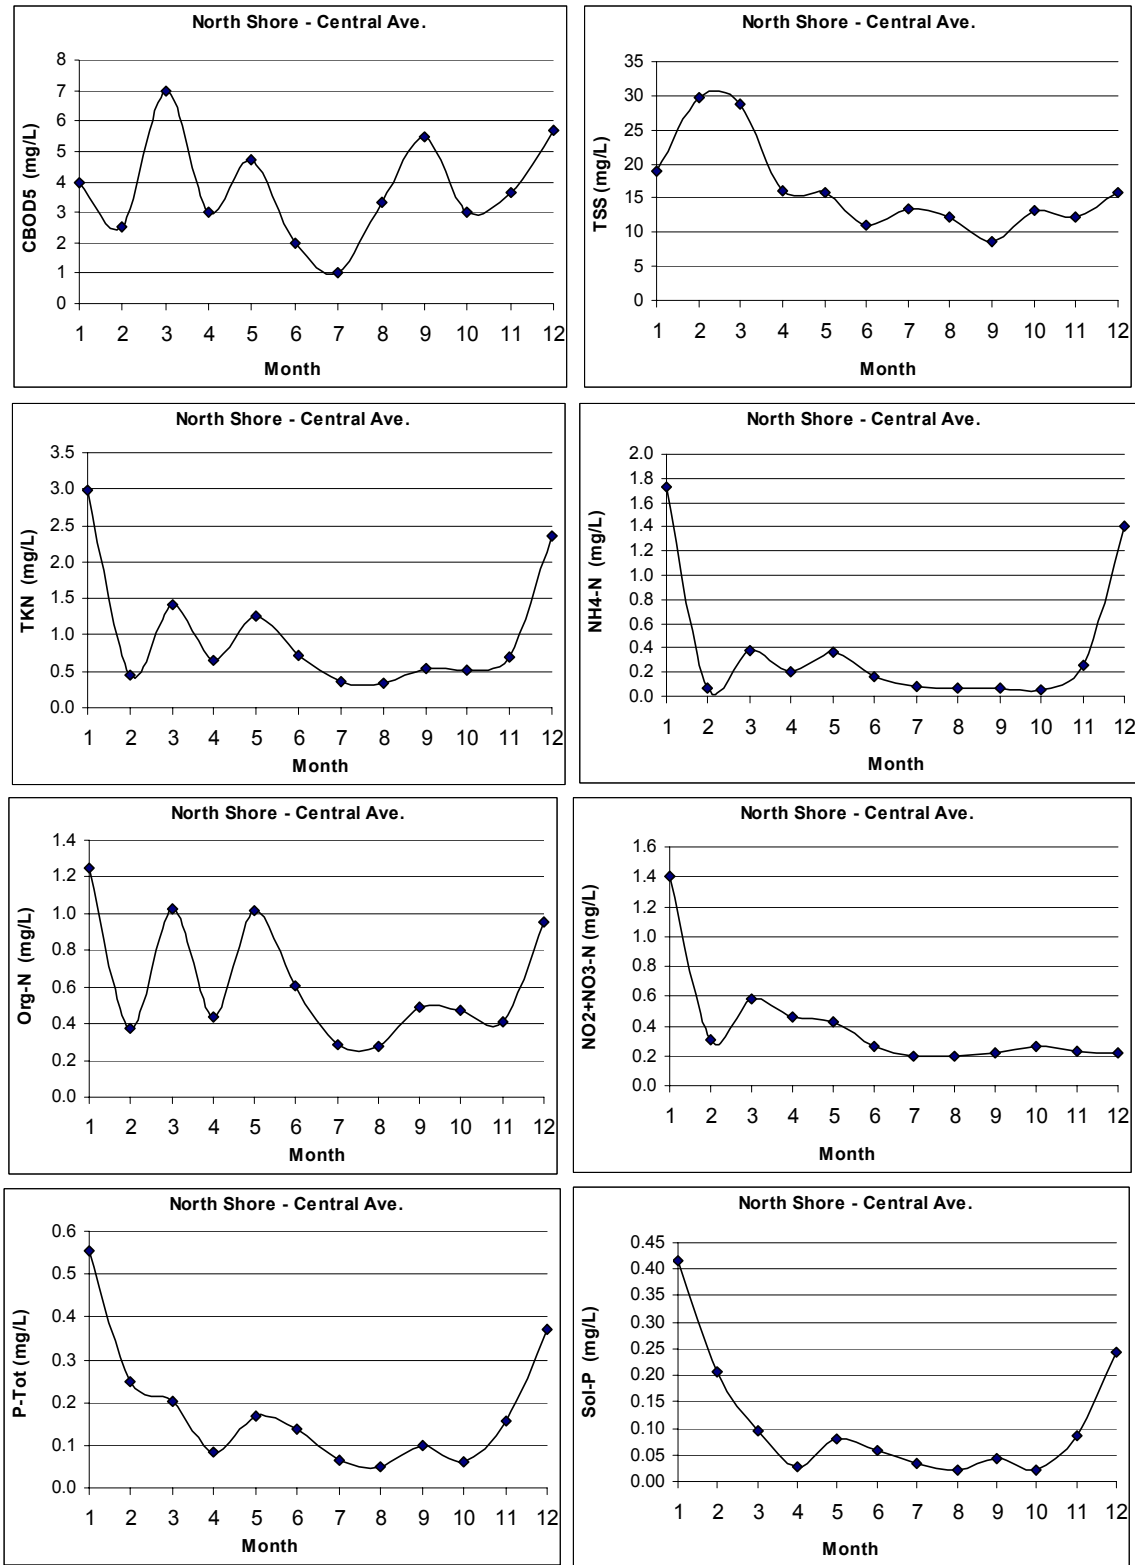 North Shore - Central Ave.
CBOD5 (mg/L)
8
7
6
5
4
3
2
1
0
1 2 3 4 5 6 7 8 9 10 11 12
Month
North Shore - Central Ave.
TSS (mg/L)
35
30
25
20
15
10
5
0
1 2 3 4 5 6 7 8 9 10 11 12
Month
North Shore - Central Ave.
TKN (mg/L)
3.5
3.0
2.5
2.0
1.5
1.0
0.5
0.0
1 2 3 4 5 6 7 8 9 10 11 12
Month
North Shore - Central Ave.
NH4-N (mg/L)
2.0
1.8
1.6
1.4
1.2
1.0
0.8
0.6
0.4
0.2
0.0
1 2 3 4 5 6 7 8 9 10 11 12
Month
North Shore - Central Ave.
Org-N (mg/L)
1.4
1.2
1.0
0.8
0.6
0.4
0.2
0.0
1 2 3 4 5 6 7 8 9 10 11 12
Month
North Shore - Central Ave.
NO2+NO3-N (mg/L)
1.6
1.4
1.2
1.0
0.8
0.6
0.4
0.2
0.0
1 2 3 4 5 6 7 8 9 10 11 12
Month
North Shore - Central Ave.
P-Tot (mg/L)
0.6
0.5
0.4
0.3
0.2
0.1
0.0
1 2 3 4 5 6 7 8 9 10 11 12
Month
North Shore - Central Ave.
Sol-P (mg/L)
0.45
0.40
0.35
0.30
0.25
0.20
0.15
0.10
0.05
0.00
1 2 3 4 5 6 7 8 9 10 11 12
Month